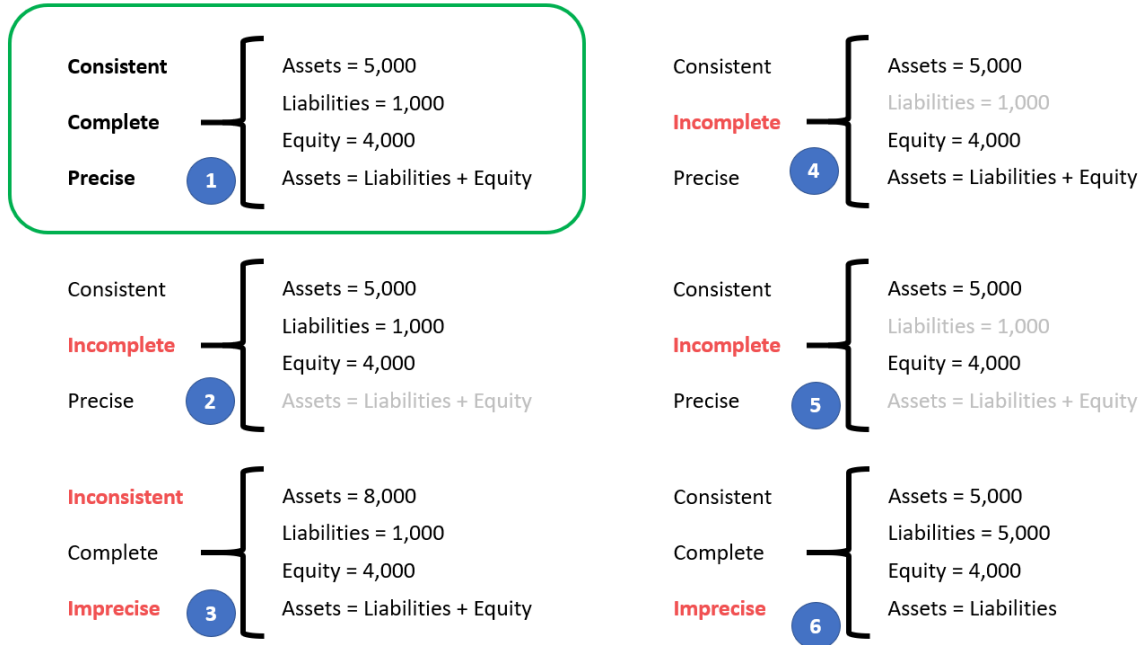 Consistent
Complete
Precise
1
Assets = 5,000
Liabilities = 1,000
Equity = 4,000
Assets = Liabilities + Equity
Consistent
Incomplete
Precise
4
Assets = 5,000
Liabilities = 1,000
Equity = 4,000
Assets = Liabilities + Equity
Consistent
Incomplete
Precise
2
Assets = 5,000
Liabilities = 1,000
Equity = 4,000
Assets = Liabilities + Equity
Consistent
Incomplete
Precise
5
Assets = 5,000
Liabilities = 1,000
Equity = 4,000
Assets = Liabilities + Equity
Inconsistent
Complete
Imprecise
3
Assets = 8,000
Liabilities = 1,000
Equity = 4,000
Assets = Liabilities + Equity
Consistent
Complete
Imprecise
6
Assets = 5,000
Liabilities = 5,000
Equity = 4,000
Assets = Liabilities